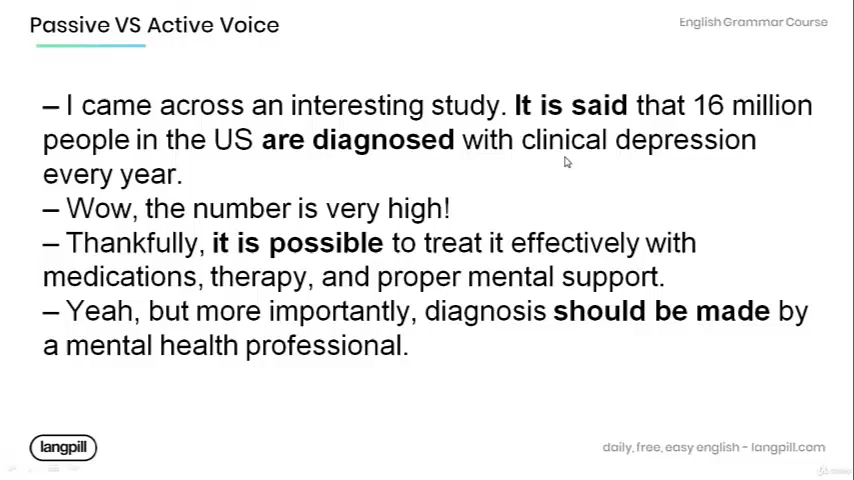 Passive VS Active Voice
English Grammar Course
– I came across an interesting study. It is said that 16 million
people in the US are diagnosed with clinical depression
every year.
– Wow, the number is very high!
– Thankfully, it is possible to treat it effectively with
medications, therapy, and proper mental support.
– Yeah, but more importantly, diagnosis should be made by
a mental health professional.
langpill
daily, free, easy english - langpill.com